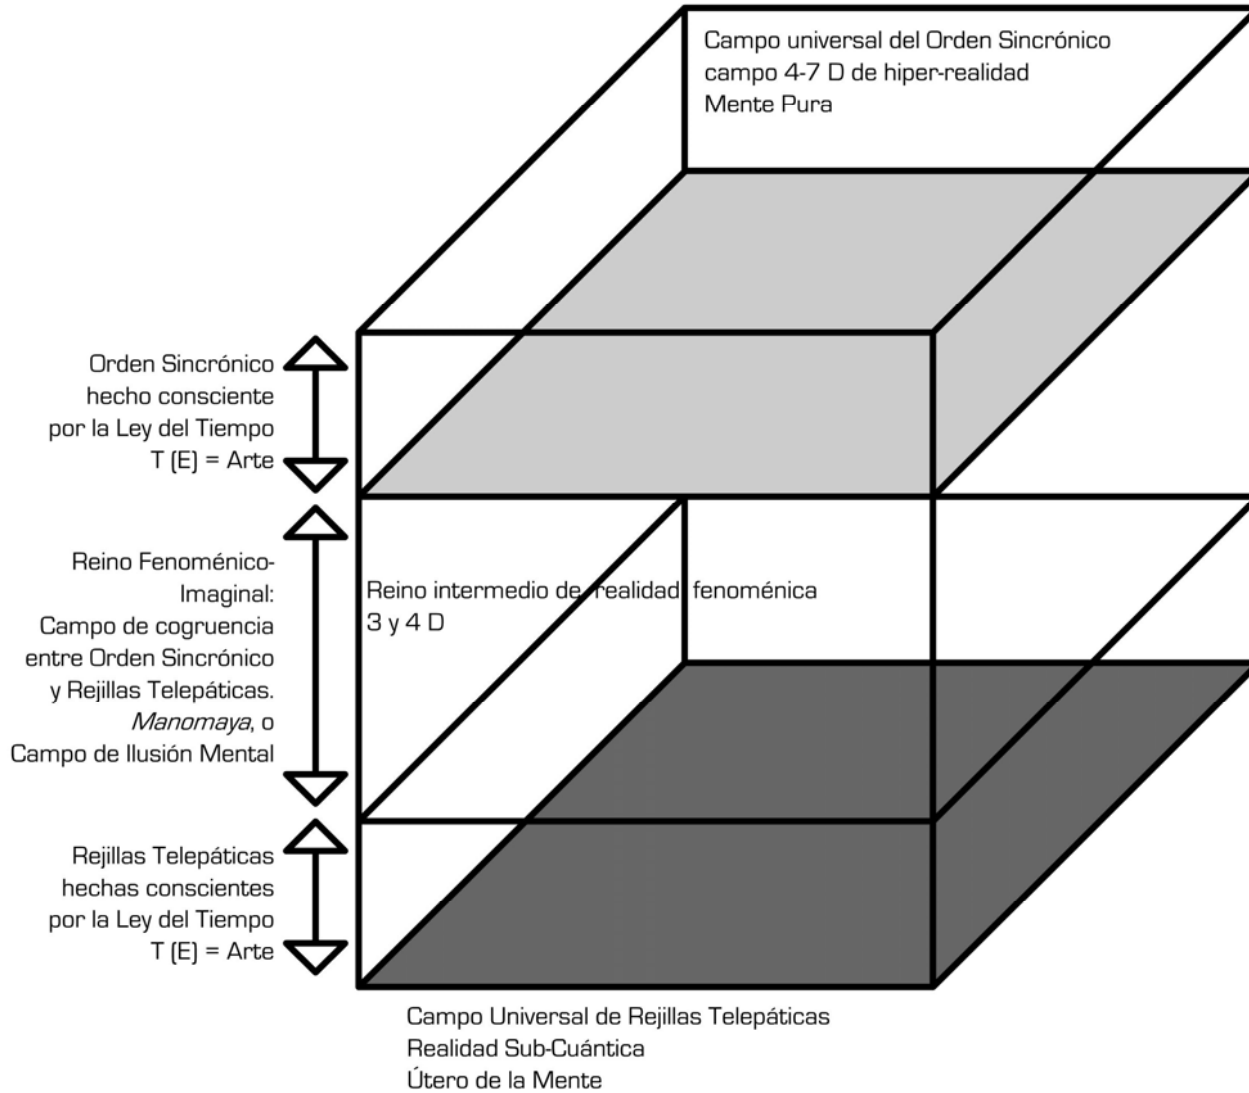 Campo universal del Orden Sincrónico
campo 4-7 D de hiper-realidad
Mente Pura
Orden Sincrónico
hecho consciente
por la Ley del Tiempo
T (E) = Arte
Reino Fenoménico-
Imaginal:
Campo de cogruencia
entre Orden Sincrónico
y Rejillas Telepáticas.
Manomaya, o
Campo de Ilusión Mental
Reino intermedio de realidad fenoménica
3 y 4 D
Rejillas Telepáticas
hechas conscientes
por la Ley del Tiempo
T (E) = Arte
Campo Universal de Rejillas Telepáticas
Realidad Sub-Cuántica
Útero de la Mente